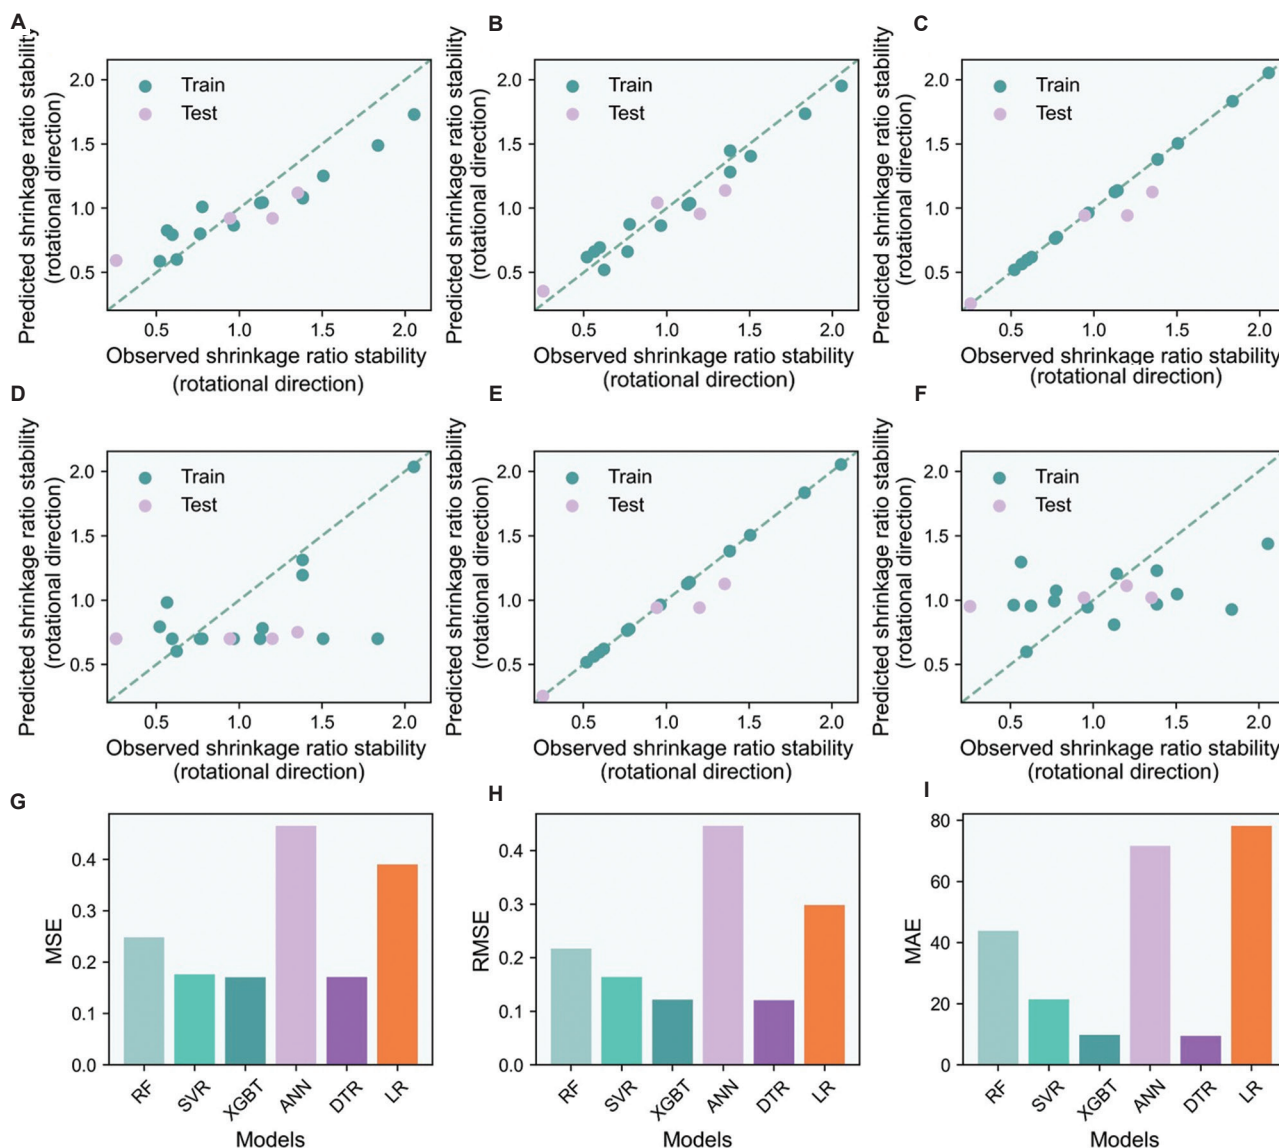 A
Predicted shrinkage ratio stability
(rotational direction)
2.0
1.5
1.0
0.5
Train
Test
0.5 1.0 1.5 2.0
Observed shrinkage ratio stability
(rotational direction)
B
Predicted shrinkage ratio stability
(rotational direction)
2.0
1.5
1.0
0.5
Train
Test
0.5 1.0 1.5 2.0
Observed shrinkage ratio stability
(rotational direction)
C
Predicted shrinkage ratio stability
(rotational direction)
2.0
1.5
1.0
0.5
Train
Test
0.5 1.0 1.5 2.0
Observed shrinkage ratio stability
(rotational direction)
D
Predicted shrinkage ratio stability
(rotational direction)
2.0
1.5
1.0
0.5
Train
Test
0.5 1.0 1.5 2.0
Observed shrinkage ratio stability
(rotational direction)
E
Predicted shrinkage ratio stability
(rotational direction)
2.0
1.5
1.0
0.5
Train
Test
0.5 1.0 1.5 2.0
Observed shrinkage ratio stability
(rotational direction)
F
Predicted shrinkage ratio stability
(rotational direction)
2.0
1.5
1.0
0.5
Train
Test
0.5 1.0 1.5 2.0
Observed shrinkage ratio stability
(rotational direction)
G
MSE
0.4
0.3
0.2
0.1
0.0
RF SVR XGBT ANN DTR LR
Models
H
RMSE
0.4
0.3
0.2
0.1
0.0
RF SVR XGBT ANN DTR LR
Models
I
MAE
80
60
40
20
0
RF SVR XGBT ANN DTR LR
Models